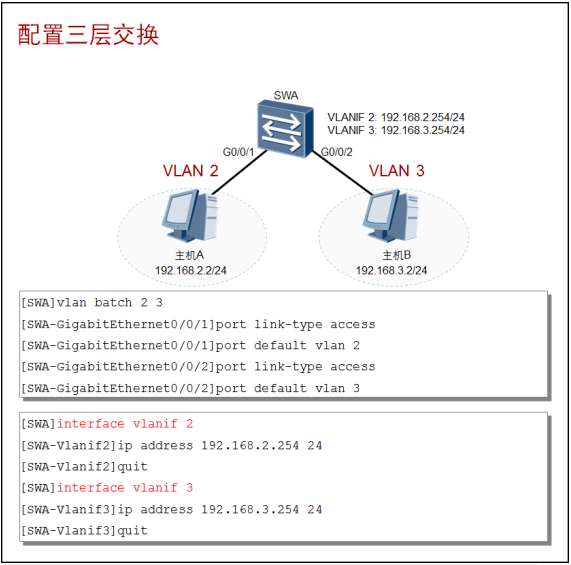 配置三层交换
SWA
VLANIF 2: 192.168.2.254/24
VLANIF 3: 192.168.3.254/24
G0/0/1
G0/0/2
VLAN 2
VLAN 3
主机A
192.168.2.2/24
主机B
192.168.3.2/24
[SWA]vlan batch 2 3
[SWA-GigabitEthernet0/0/1]port link-type access
[SWA-GigabitEthernet0/0/1]port default vlan 2
[SWA-GigabitEthernet0/0/2]port link-type access
[SWA-GigabitEthernet0/0/2]port default vlan 3
[SWA]interface vlanif 2
[SWA-Vlanif2]ip address 192.168.2.254 24
[SWA-Vlanif2]quit
[SWA]interface vlanif 3
[SWA-Vlanif3]ip address 192.168.3.254 24
[SWA-Vlanif3]quit